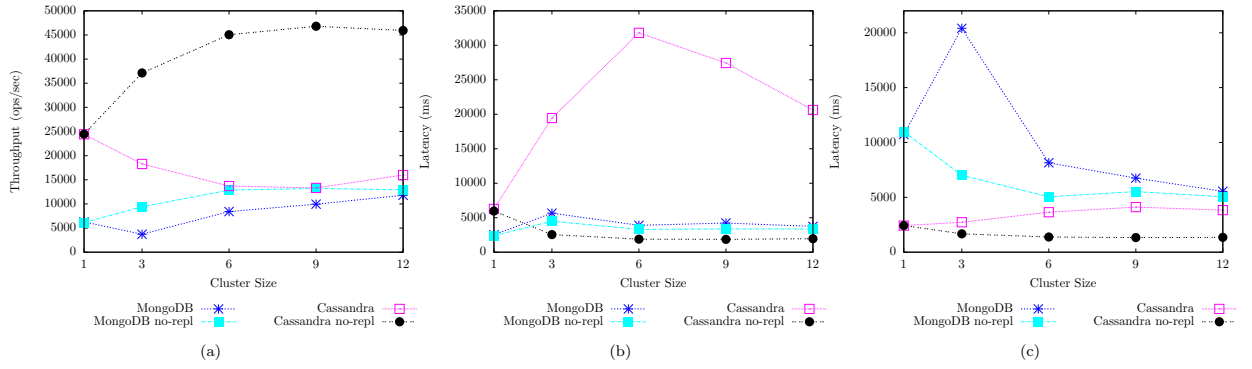 Throughput (ops/sec)
50000
45000
40000
35000
30000
25000
20000
15000
10000
5000
0
1 3 6 9 12
Cluster Size
MongoDB Cassandra
MongoDB no-repl Cassandra no-repl
(a)
Latency (ms)
35000
30000
25000
20000
15000
10000
5000
0
1 3 6 9 12
Cluster Size
MongoDB Cassandra
MongoDB no-repl Cassandra no-repl
(b)
Latency (ms)
20000
15000
10000
5000
0
1 3 6 9 12
Cluster Size
MongoDB Cassandra
MongoDB no-repl Cassandra no-repl
(c)